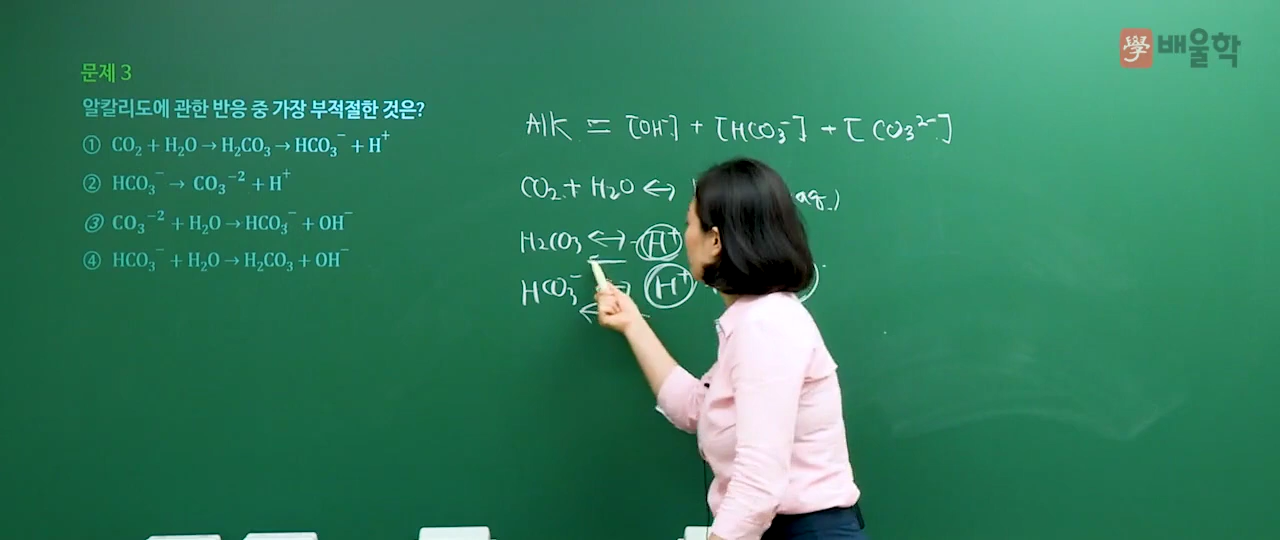 學 배울학
문제 3
알칼리도에 관한 반응 중 가장 부적절한 것은?
① CO₂ + H₂O → H₂CO₃ → HCO₃⁻ + H⁺
② HCO₃⁻ → CO₃⁻² + H⁺
③ CO₃⁻² + H₂O → HCO₃⁻ + OH⁻
④ HCO₃⁻ + H₂O → H₂CO₃ + OH⁻
Alk = [OH⁻] + [HCO₃⁻] + [CO₃²⁻]
CO₂ + H₂O ↔ aq.)
H₂CO₃ ↔ H⁺
HCO₃⁻ ↔ H⁺